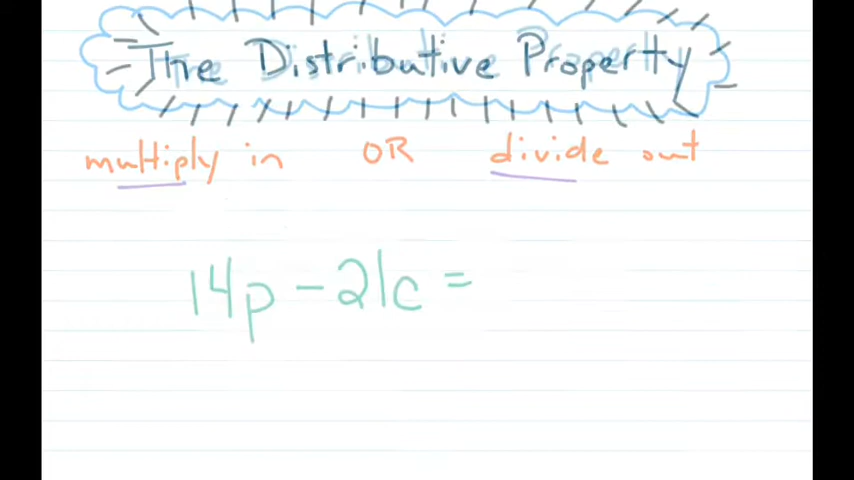 The Distributive Property
multiply in OR divide out
14p - 21c =